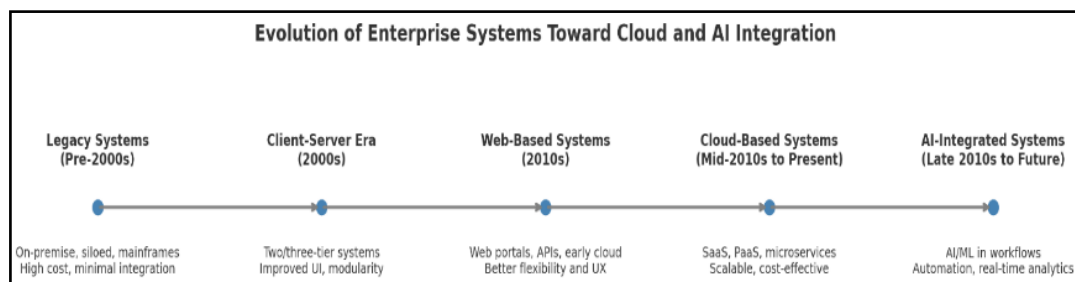 Evolution of Enterprise Systems Toward Cloud and AI Integration
Legacy Systems
(Pre-2000s)
Client-Server Era
(2000s)
Web-Based Systems
(2010s)
Cloud-Based Systems
(Mid-2010s to Present)
AI-Integrated Systems
(Late 2010s to Future)
On-premise, siloed, mainframes
High cost, minimal integration
Two/three-tier systems
Improved UI, modularity
Web portals, APIs, early cloud
Better flexibility and UX
SaaS, PaaS, microservices
Scalable, cost-effective
AI/ML in workflows
Automation, real-time analytics